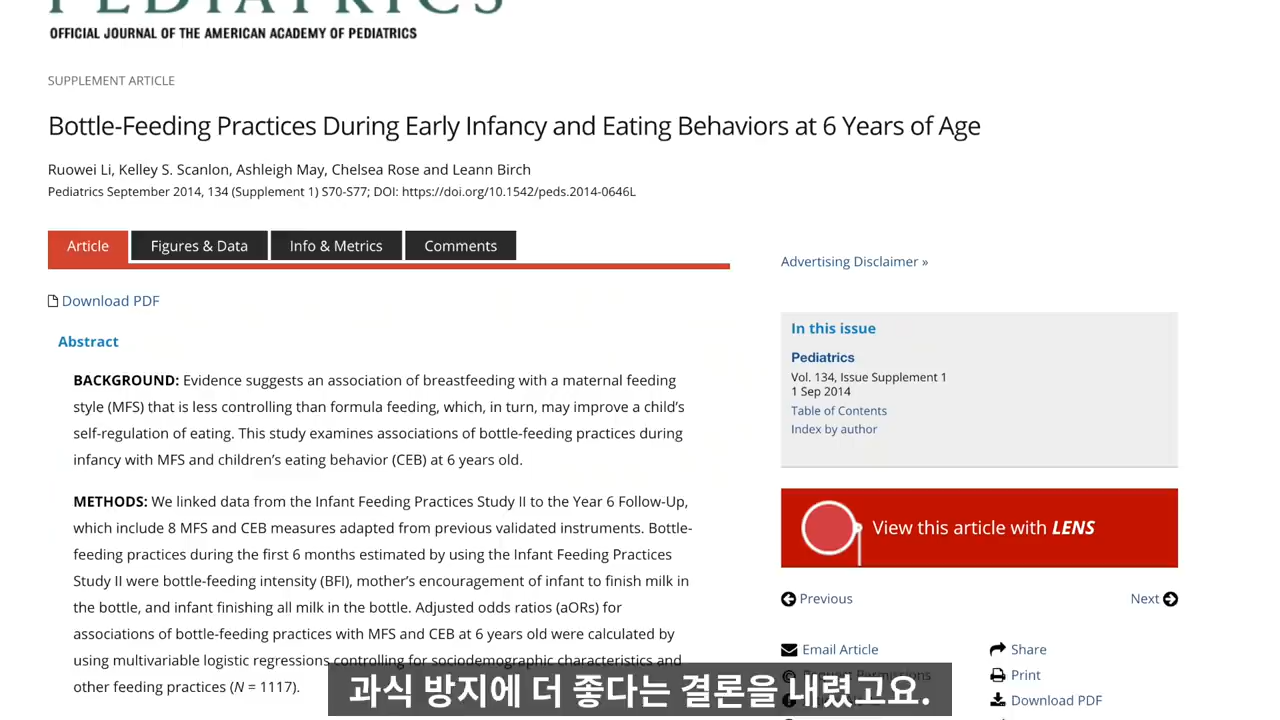 PEDIATRICS
OFFICIAL JOURNAL OF THE AMERICAN ACADEMY OF PEDIATRICS
SUPPLEMENT ARTICLE
Bottle-Feeding Practices During Early Infancy and Eating Behaviors at 6 Years of Age
Ruowei Li, Kelley S. Scanlon, Ashleigh May, Chelsea Rose and Leann Birch
Pediatrics September 2014, 134 (Supplement 1) S70-S77; DOI: https://doi.org/10.1542/peds.2014-0646L
Article
Figures & Data
Info & Metrics
Comments
Download PDF
Abstract
BACKGROUND: Evidence suggests an association of breastfeeding with a maternal feeding
style (MFS) that is less controlling than formula feeding, which, in turn, may improve a child's
self-regulation of eating. This study examines associations of bottle-feeding practices during
infancy with MFS and children's eating behavior (CEB) at 6 years old.
METHODS: We linked data from the Infant Feeding Practices Study II to the Year 6 Follow-Up,
which include 8 MFS and CEB measures adapted from previous validated instruments. Bottle-
feeding practices during the first 6 months estimated by using the Infant Feeding Practices
Study II were bottle-feeding intensity (BFI), mother's encouragement of infant to finish milk in
the bottle, and infant finishing all milk in the bottle. Adjusted odds ratios (aORs) for
associations of bottle-feeding practices with MFS and CEB at 6 years old were calculated by
using multivariable logistic regressions controlling for sociodemographic characteristics and
other feeding practices (N = 1117).
Advertising Disclaimer »
In this issue
Pediatrics
Vol. 134, Issue Supplement 1
1 Sep 2014
Table of Contents
Index by author
View this article with LENS
Previous
Next
Email Article
Share
Request Permissions
Print
Download PDF
과식 방지에 더 좋다는 결론을 내렸고요.